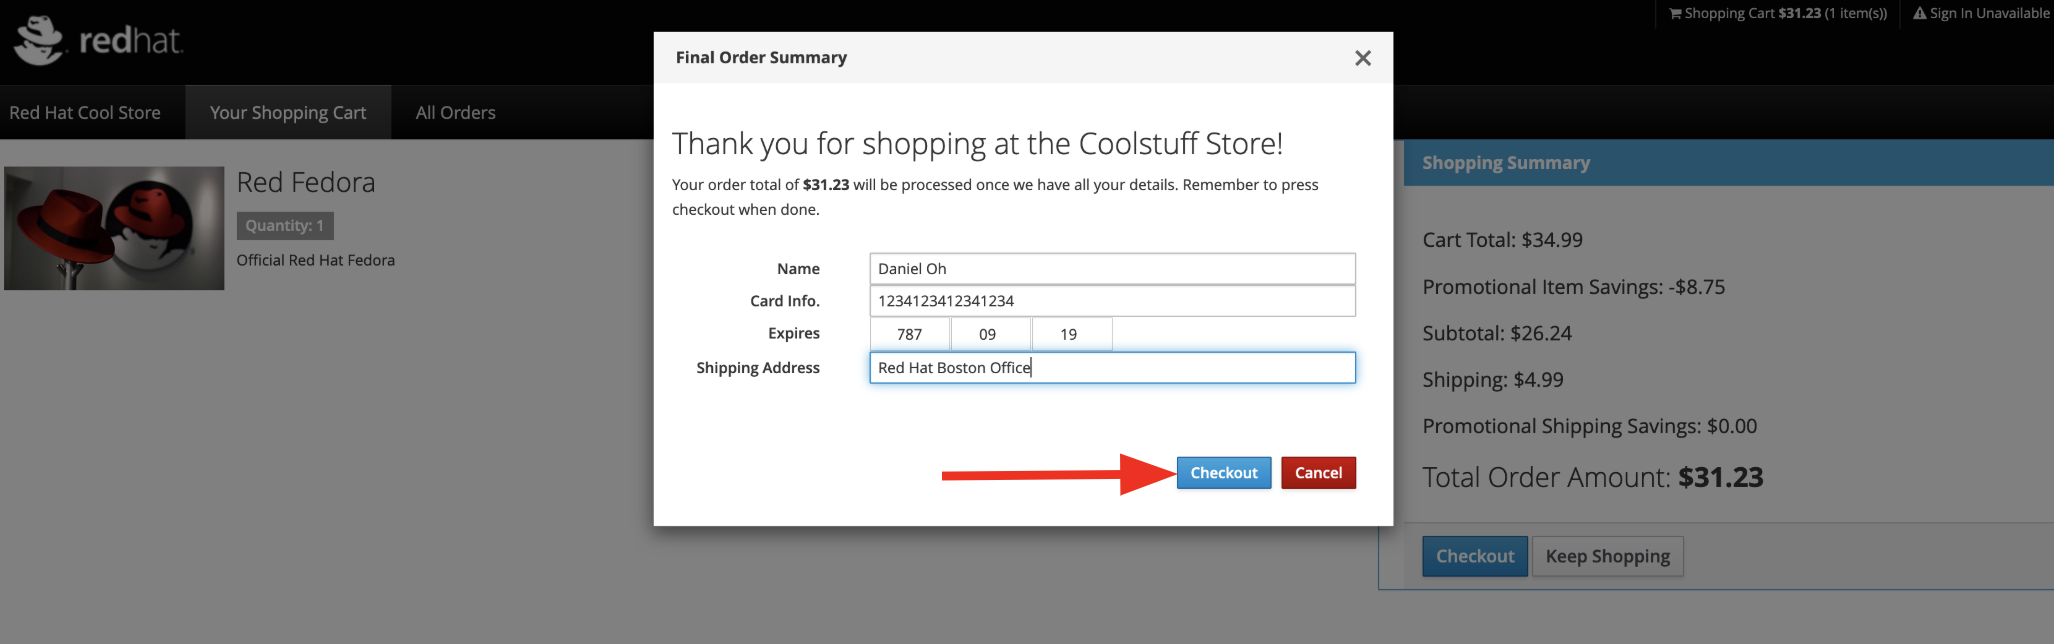 redhat.
Shopping Cart $31.23 (1 item(s))
Sign In Unavailable
Red Hat Cool Store
Your Shopping Cart
All Orders
Red Fedora
Quantity: 1
Official Red Hat Fedora
Final Order Summary
Thank you for shopping at the Coolstuff Store!
Your order total of $31.23 will be processed once we have all your details. Remember to press
checkout when done.
Name Daniel Oh
Card Info. 1234123412341234
Expires 787 09 19
Shipping Address Red Hat Boston Office
Checkout Cancel
Shopping Summary
Cart Total: $34.99
Promotional Item Savings: -$8.75
Subtotal: $26.24
Shipping: $4.99
Promotional Shipping Savings: $0.00
Total Order Amount: $31.23
Checkout Keep Shopping